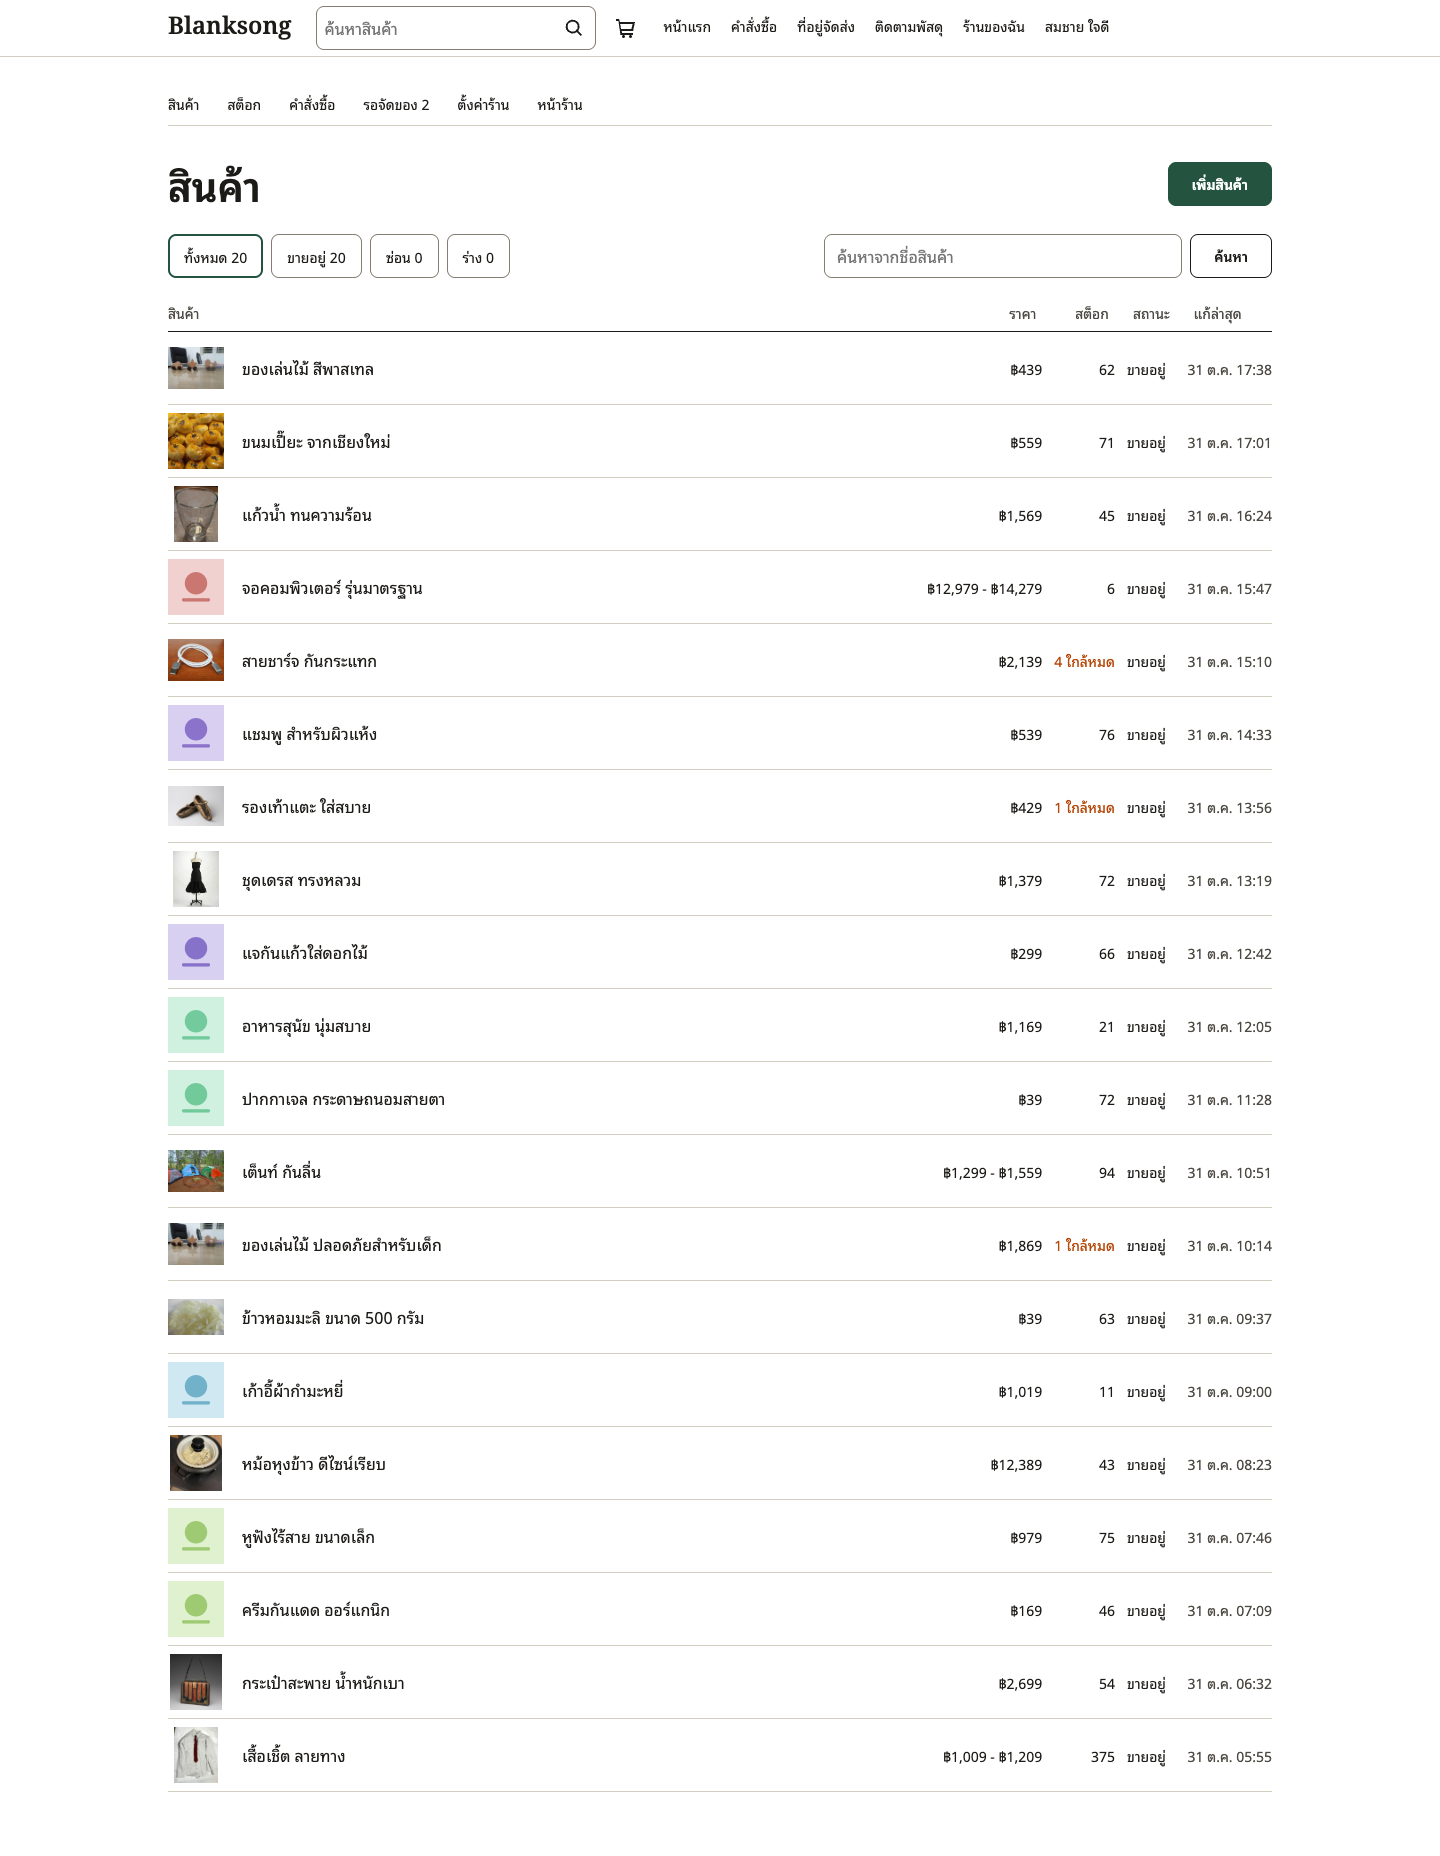 Blanksong ค้นหาสินค้า หน้าแรก คำสั่งซื้อ ที่อยู่จัดส่ง ติดตามพัสดุ ร้านของฉัน สมชาย ใจดี
สินค้า สต็อก คำสั่งซื้อ รอจัดของ 2 ตั้งค่าร้าน หน้าร้าน
สินค้า เพิ่มสินค้า
ทั้งหมด 20 ขายอยู่ 20 ซ่อน 0 ร่าง 0 ค้นหาจากชื่อสินค้า ค้นหา
สินค้า ราคา สต็อก สถานะ แก้ล่าสุด
ของเล่นไม้ สีพาสเทล ฿439 62 ขายอยู่ 31 ต.ค. 17:38
ขนมเปี๊ยะ จากเชียงใหม่ ฿559 71 ขายอยู่ 31 ต.ค. 17:01
แก้วน้ำ ทนความร้อน ฿1,569 45 ขายอยู่ 31 ต.ค. 16:24
จอคอมพิวเตอร์ รุ่นมาตรฐาน ฿12,979 - ฿14,279 6 ขายอยู่ 31 ต.ค. 15:47
สายชาร์จ กันกระแทก ฿2,139 4 ใกล้หมด ขายอยู่ 31 ต.ค. 15:10
แชมพู สำหรับผิวแห้ง ฿539 76 ขายอยู่ 31 ต.ค. 14:33
รองเท้าแตะ ใส่สบาย ฿429 1 ใกล้หมด ขายอยู่ 31 ต.ค. 13:56
ชุดเดรส ทรงหลวม ฿1,379 72 ขายอยู่ 31 ต.ค. 13:19
แจกันแก้วใส่ดอกไม้ ฿299 66 ขายอยู่ 31 ต.ค. 12:42
อาหารสุนัข นุ่มสบาย ฿1,169 21 ขายอยู่ 31 ต.ค. 12:05
ปากกาเจล กระดาษถนอมสายตา ฿39 72 ขายอยู่ 31 ต.ค. 11:28
เต็นท์ กันลื่น ฿1,299 - ฿1,559 94 ขายอยู่ 31 ต.ค. 10:51
ของเล่นไม้ ปลอดภัยสำหรับเด็ก ฿1,869 1 ใกล้หมด ขายอยู่ 31 ต.ค. 10:14
ข้าวหอมมะลิ ขนาด 500 กรัม ฿39 63 ขายอยู่ 31 ต.ค. 09:37
เก้าอี้ผ้ากำมะหยี่ ฿1,019 11 ขายอยู่ 31 ต.ค. 09:00
หม้อหุงข้าว ดีไซน์เรียบ ฿12,389 43 ขายอยู่ 31 ต.ค. 08:23
หูฟังไร้สาย ขนาดเล็ก ฿979 75 ขายอยู่ 31 ต.ค. 07:46
ครีมกันแดด ออร์แกนิก ฿169 46 ขายอยู่ 31 ต.ค. 07:09
กระเป๋าสะพาย น้ำหนักเบา ฿2,699 54 ขายอยู่ 31 ต.ค. 06:32
เสื้อเชิ้ต ลายทาง ฿1,009 - ฿1,209 375 ขายอยู่ 31 ต.ค. 05:55